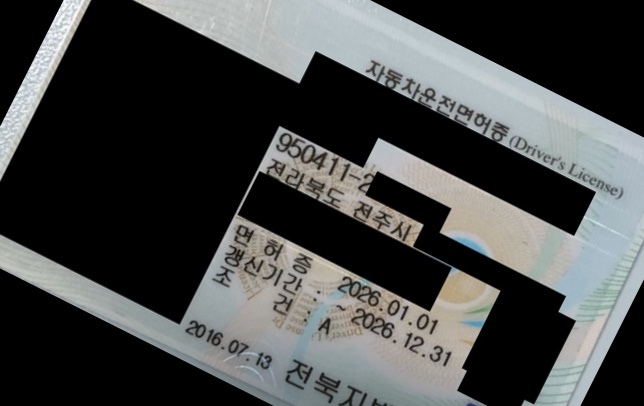 자동차운전면허증 (Driver's License)
950411-2
전라북도 전주시
면 허 증
갱신기간 : 2026.01.01
~ 2026.12.31
조 건 : A
2016.07.13
전북지방